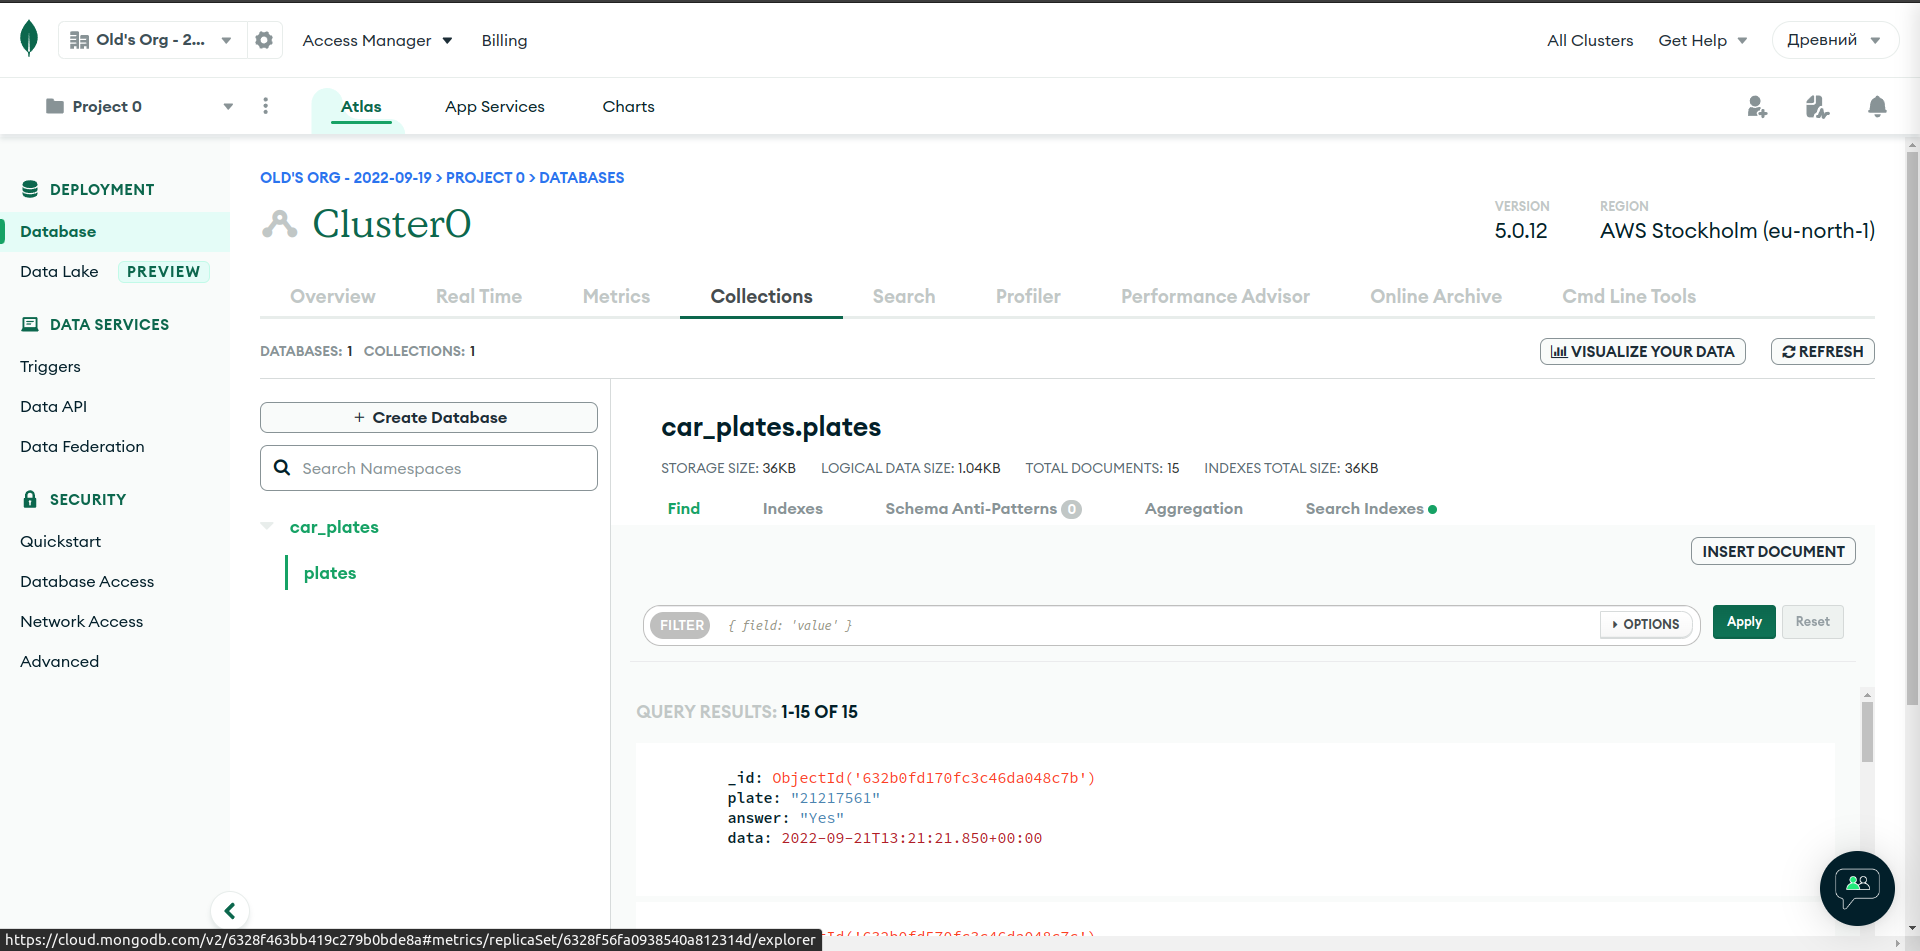 Old's Org - 2...
Access Manager
Billing
All Clusters
Get Help
Древний
Project 0
Atlas
App Services
Charts
DEPLOYMENT
Database
Data Lake PREVIEW
DATA SERVICES
Triggers
Data API
Data Federation
SECURITY
Quickstart
Database Access
Network Access
Advanced
OLD'S ORG - 2022-09-19 > PROJECT 0 > DATABASES
Cluster0
VERSION
5.0.12
REGION
AWS Stockholm (eu-north-1)
Overview
Real Time
Metrics
Collections
Search
Profiler
Performance Advisor
Online Archive
Cmd Line Tools
DATABASES: 1 COLLECTIONS: 1
VISUALIZE YOUR DATA
REFRESH
+ Create Database
Search Namespaces
car_plates
plates
car_plates.plates
STORAGE SIZE: 36KB LOGICAL DATA SIZE: 1.04KB TOTAL DOCUMENTS: 15 INDEXES TOTAL SIZE: 36KB
Find
Indexes
Schema Anti-Patterns 0
Aggregation
Search Indexes
INSERT DOCUMENT
FILTER { field: 'value' }
OPTIONS
Apply
Reset
QUERY RESULTS: 1-15 OF 15
_id: ObjectId('632b0fd170fc3c46da048c7b')
plate: "21217561"
answer: "Yes"
data: 2022-09-21T13:21:21.850+00:00
https://cloud.mongodb.com/v2/6328f463bb419c279b0bde8a#metrics/replicaSet/6328f56fa0938540a812314d/explorer